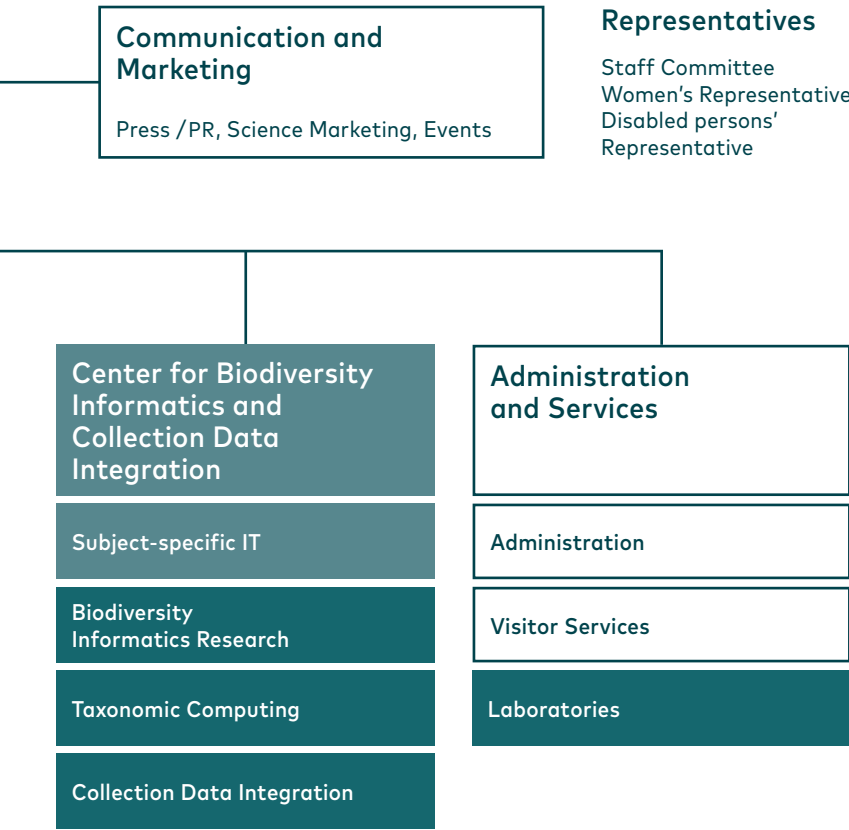 Communication and
Marketing
Press /PR, Science Marketing, Events
Representatives
Staff Committee
Women's Representative
Disabled persons’
Representative
Center for Biodiversity
Informatics and
Collection Data
Integration
Subject-specific IT
Biodiversity
Informatics Research
Taxonomic Computing
Collection Data Integration
Administration
and Services
Administration
Visitor Services
Laboratories